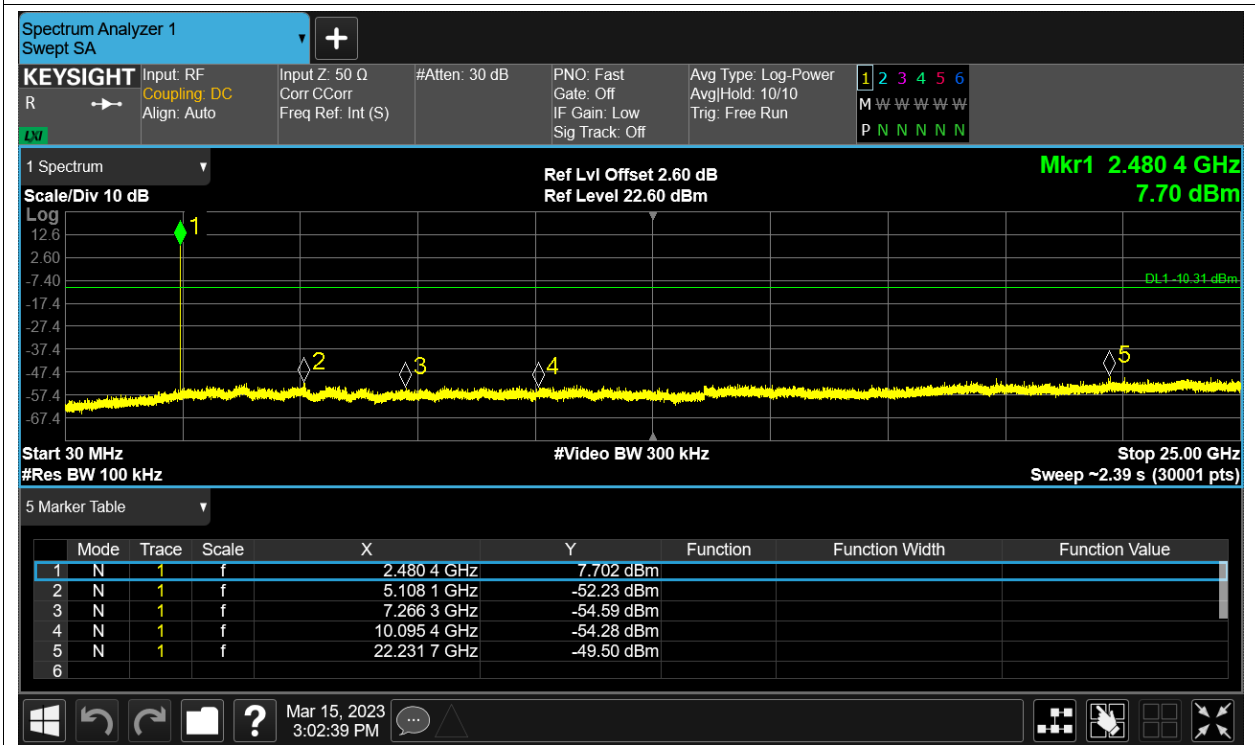 Spectrum Analyzer 1
Swept SA
+
KEYSIGHT Input: RF Input Z: 50 Ω #Atten: 30 dB PNO: Fast Avg Type: Log-Power 1 2 3 4 5 6
R Coupling: DC Corr CCorr Gate: Off Avg|Hold: 10/10 M W W W W W
Align: Auto Freq Ref: Int (S) IF Gain: Low Trig: Free Run
LXI Sig Track: Off P N N N N N
1 Spectrum Ref Lvl Offset 2.60 dB Mkr1 2.480 4 GHz
Scale/Div 10 dB Ref Level 22.60 dBm 7.70 dBm
Log
1
12.6
2.60
-7.40
DL1 -10.31 dBm
-17.4
-27.4
-37.4
2 3 4 5
-47.4
-57.4
-67.4
Start 30 MHz #Video BW 300 kHz Stop 25.00 GHz
#Res BW 100 kHz Sweep ~2.39 s (30001 pts)
5 Marker Table
Mode Trace Scale X Y Function Function Width Function Value
1 N 1 f 2.480 4 GHz 7.702 dBm
2 N 1 f 5.108 1 GHz -52.23 dBm
3 N 1 f 7.266 3 GHz -54.59 dBm
4 N 1 f 10.095 4 GHz -54.28 dBm
5 N 1 f 22.231 7 GHz -49.50 dBm
6
? Mar 15, 2023
3:02:39 PM